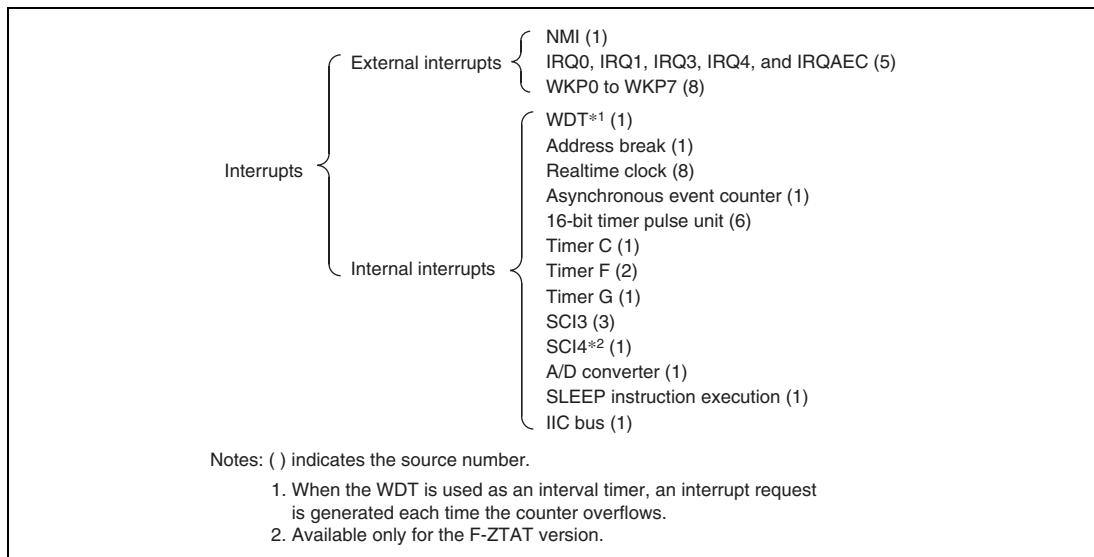 Interrupts
External interrupts
NMI (1)
IRQ0, IRQ1, IRQ3, IRQ4, and IRQAEC (5)
WKP0 to WKP7 (8)
Internal interrupts
WDT*1 (1)
Address break (1)
Realtime clock (8)
Asynchronous event counter (1)
16-bit timer pulse unit (6)
Timer C (1)
Timer F (2)
Timer G (1)
SCI3 (3)
SCI4*2 (1)
A/D converter (1)
SLEEP instruction execution (1)
IIC bus (1)
Notes: ( ) indicates the source number.
1. When the WDT is used as an interval timer, an interrupt request
is generated each time the counter overflows.
2. Available only for the F-ZTAT version.